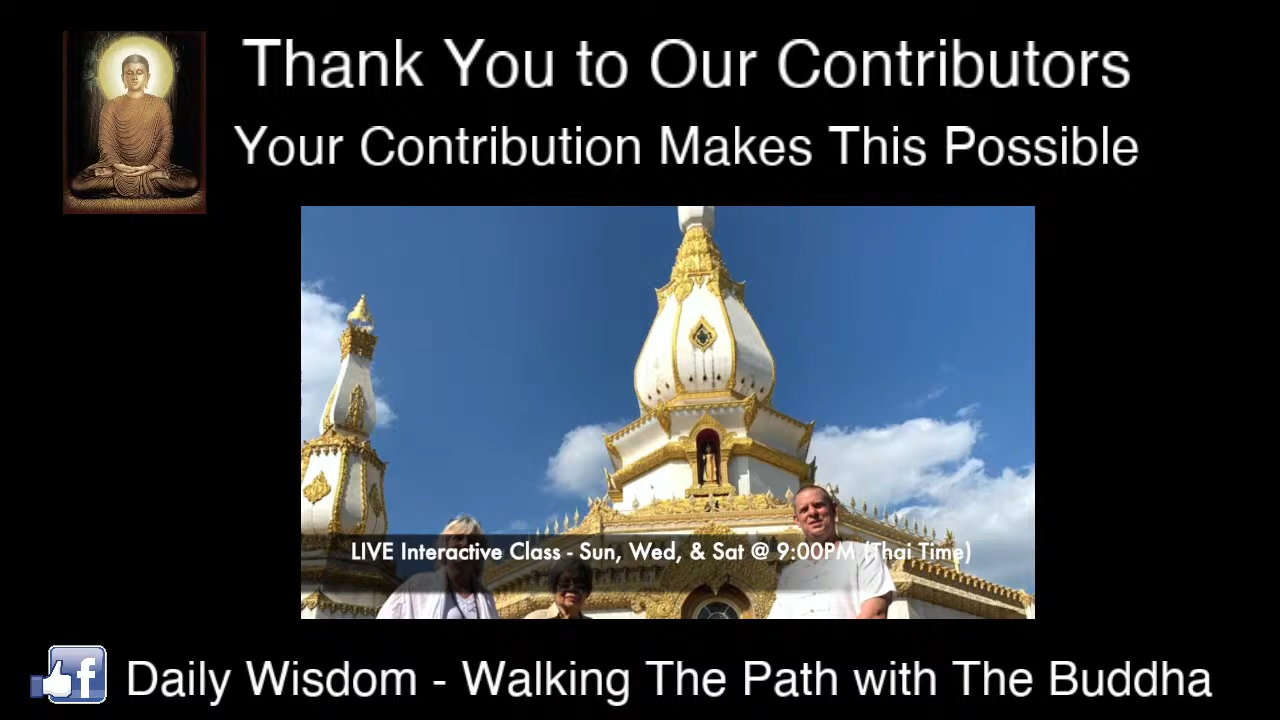 Thank You to Our Contributors
Your Contribution Makes This Possible
LIVE Interactive Class - Sun, Wed, & Sat @ 9:00PM (Thai Time)
f Daily Wisdom - Walking The Path with The Buddha